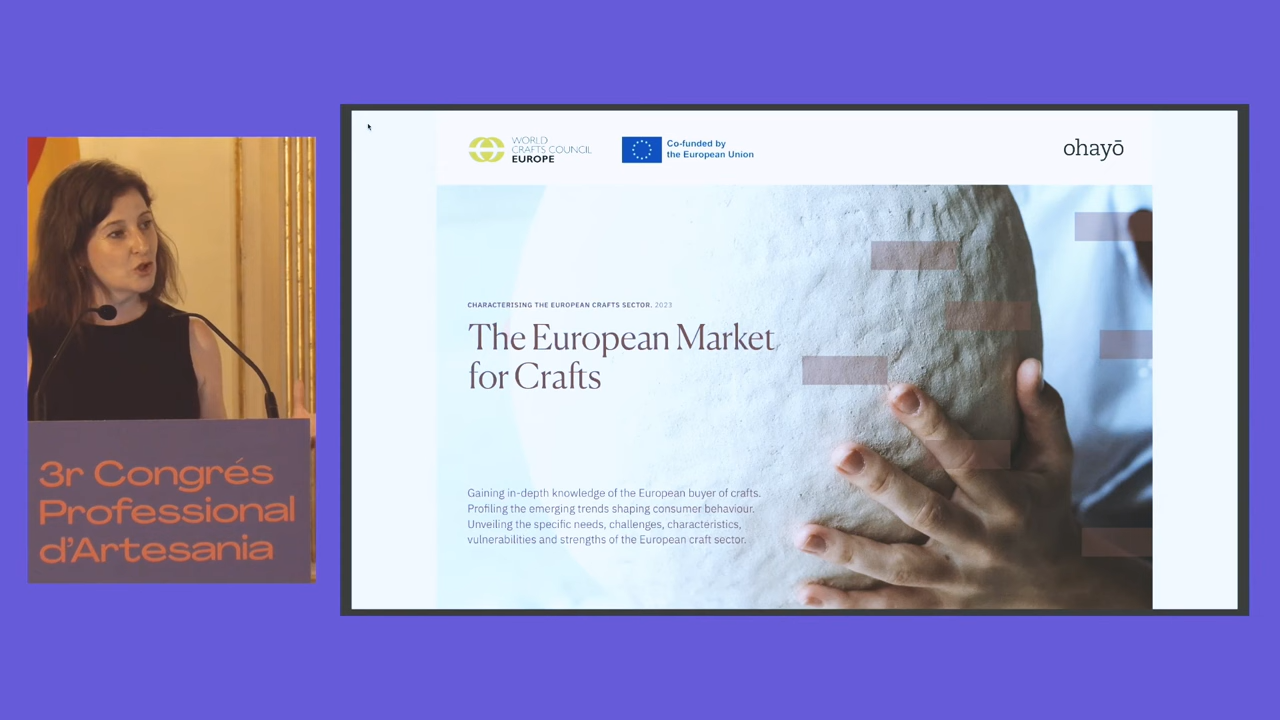 3r Congrés
Professional
d'Artesania
WORLD
CRAFTS COUNCIL
EUROPE
Co-funded by
the European Union
ohayō
CHARACTERISING THE EUROPEAN CRAFTS SECTOR. 2023
The European Market
for Crafts
Gaining in-depth knowledge of the European buyer of crafts.
Profiling the emerging trends shaping consumer behaviour.
Unveiling the specific needs, challenges, characteristics,
vulnerabilities and strengths of the European craft sector.